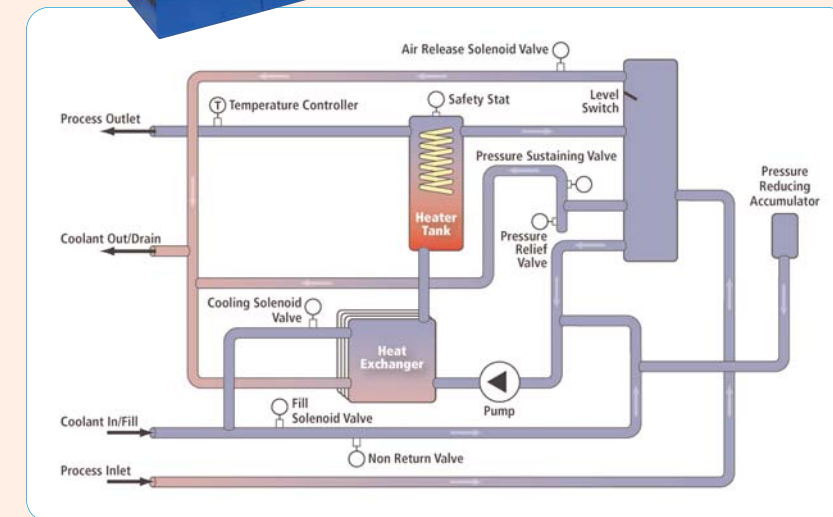 Air Release Solenoid Valve
Level
Switch
T Temperature Controller
Safety Stat
Process Outlet
Pressure Sustaining Valve
Pressure
Reducing
Accumulator
Heater
Tank
Coolant Out/Drain
Pressure
Relief
Valve
Cooling Solenoid
Valve
Heat
Exchanger
Pump
Fill
Solenoid Valve
Coolant In/Fill
Non Return Valve
Process Inlet